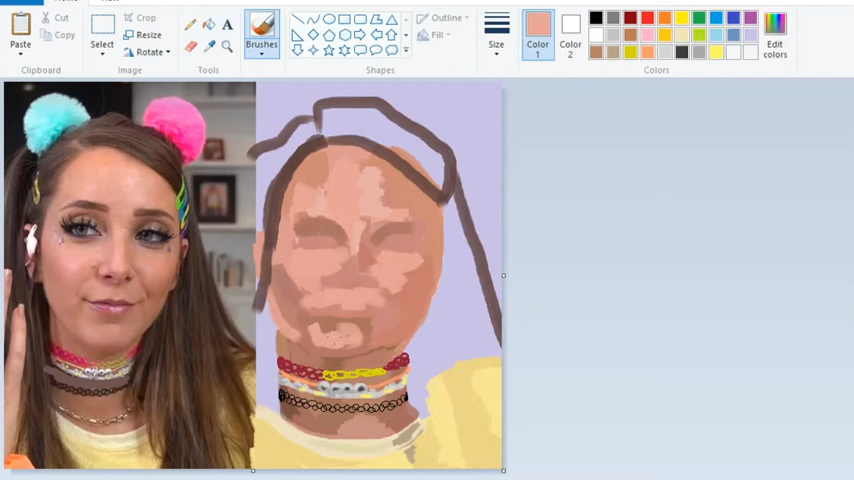 Paste
Cut
Copy
Clipboard
Select
Crop
Resize
Rotate
Image
Tools
Brushes
Shapes
Outline
Fill
Size
Color
1
Color
2
Edit
colors
Colors